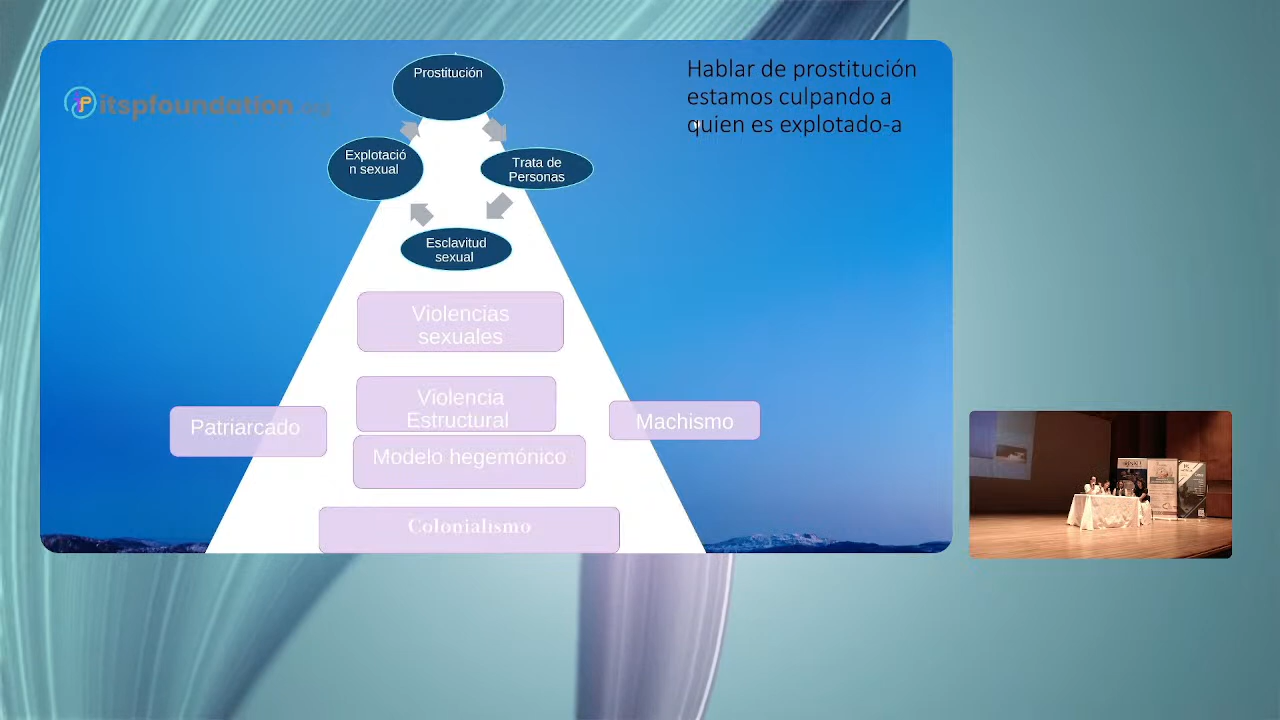 Prostitución
Hablar de prostitución
estamos culpando a
quien es explotado-a
itspfoundation.org
Explotació
n sexual
Trata de
Personas
Esclavitud
sexual
Violencias
sexuales
Violencia
Estructural
Patriarcado
Machismo
Modelo hegemónico
Colonialismo